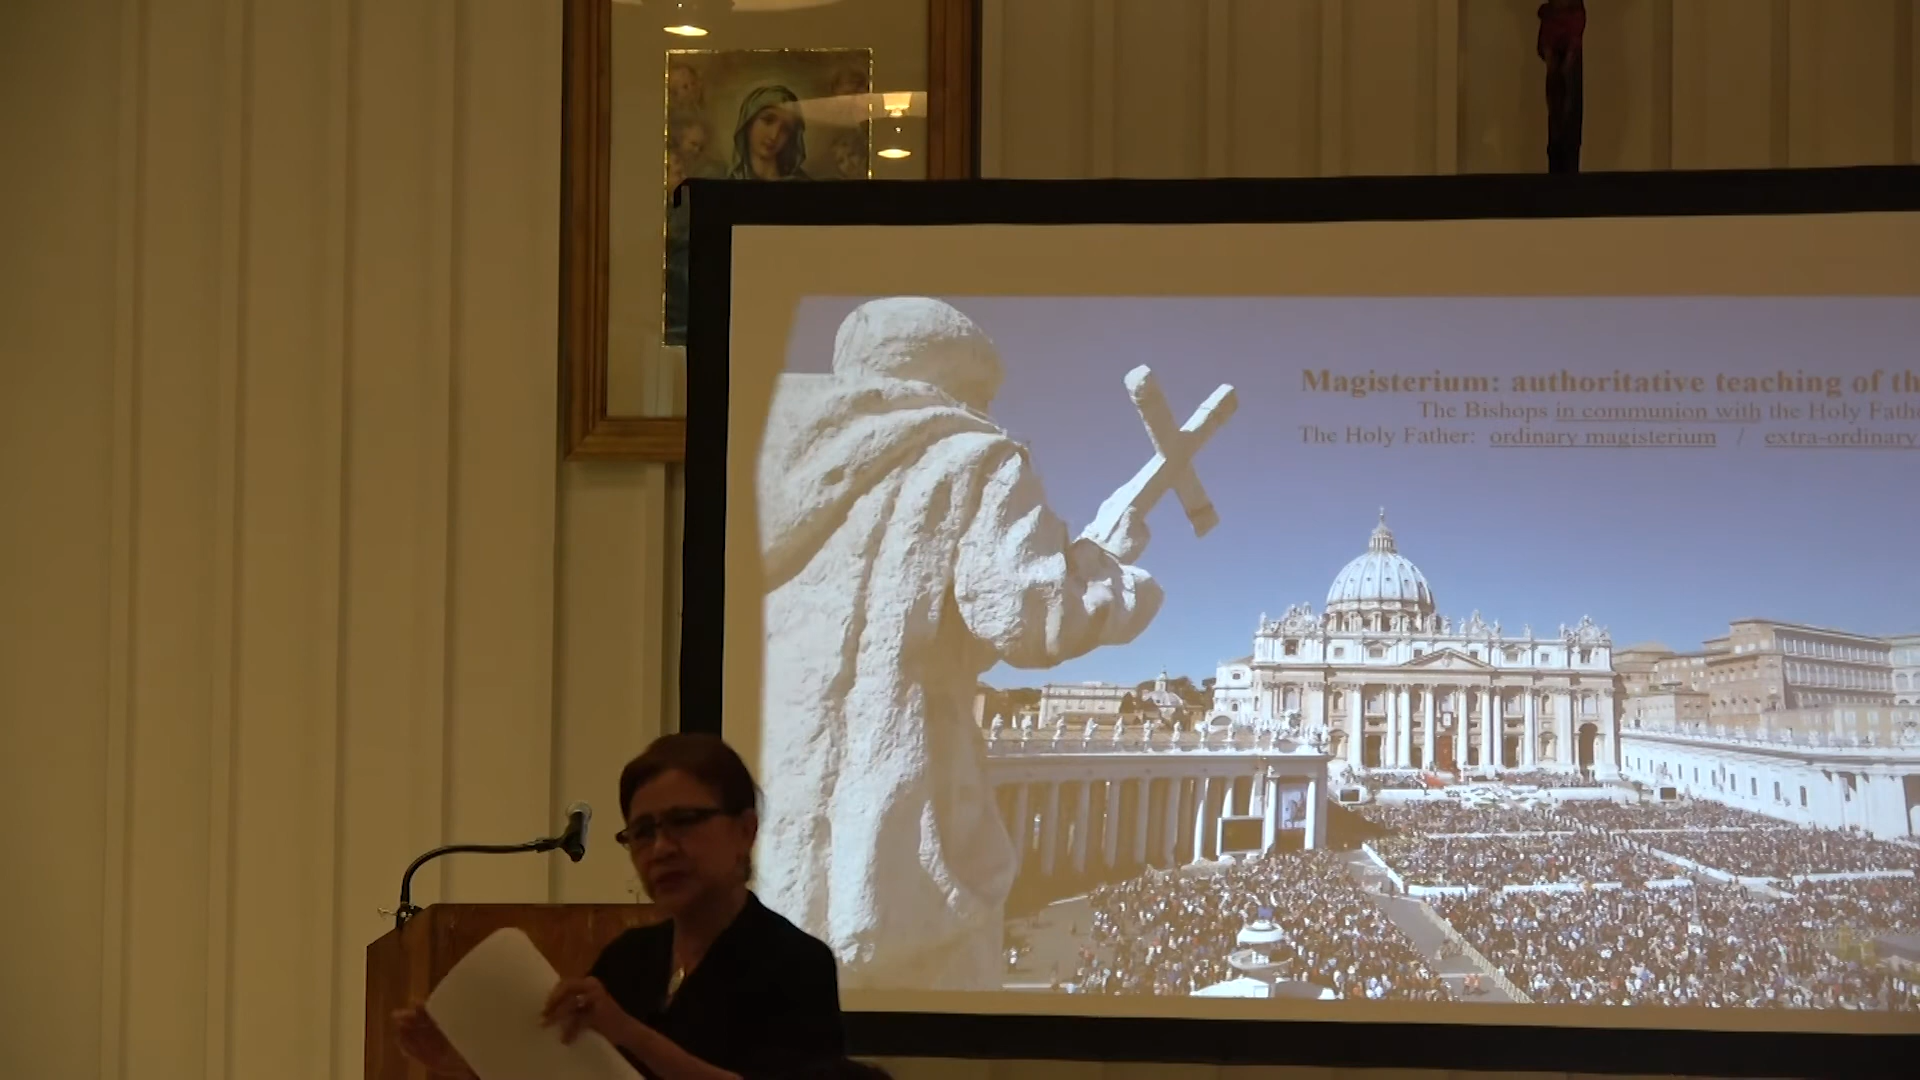 Magisterium: authoritative teaching of th
The Bishops in communion with the Holy Fathe
The Holy Father: ordinary magisterium / extra-ordinary